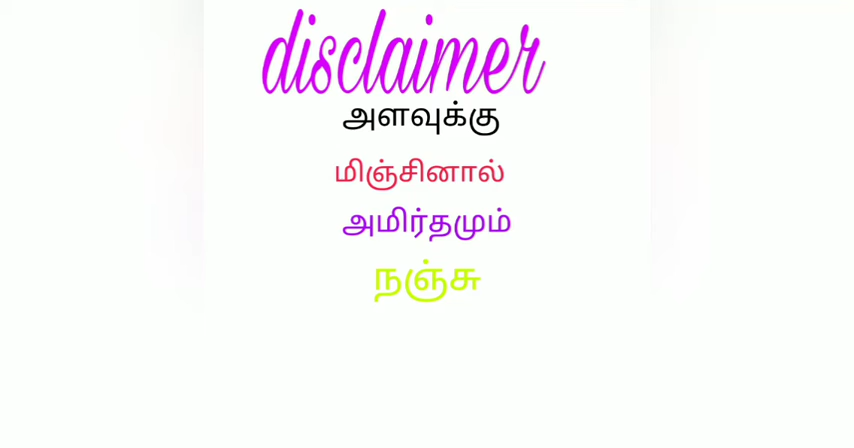 disclaimer
அளவுக்கு
மிஞ்சினால்
அமிர்தமும்
நஞ்சு